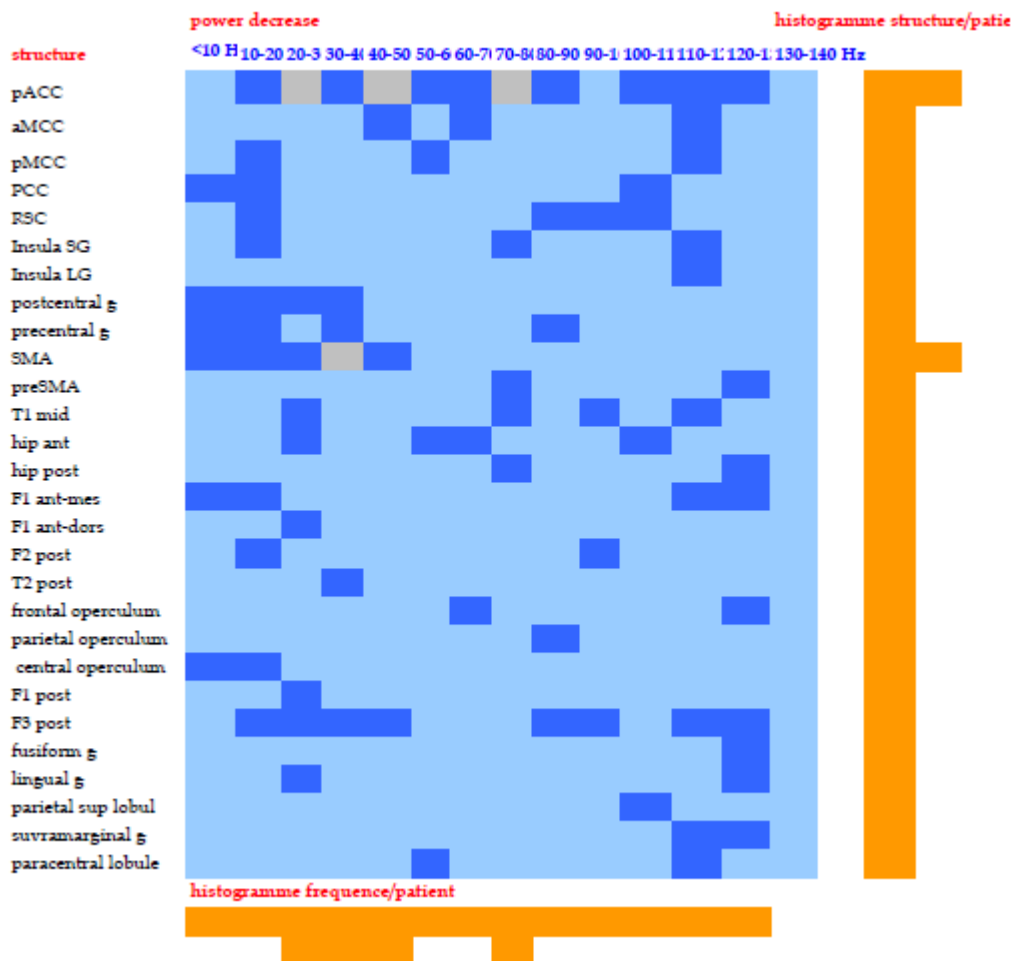 power decrease histogramme structure/patie
structure <10 H 10-20 20-3 30-4( 40-50 50-6 60-7( 70-8( 80-90 90-1( 100-11 110-1: 120-1: 130-140 Hz
pACC
aMCC
pMCC
PCC
RSC
Insula SG
Insula LG
postcentral g
precentral g
SMA
preSMA
T1 mid
hip ant
hip post
F1 ant-mes
F1 ant-dors
F2 post
T2 post
frontal operculum
parietal operculum
central operculum
F1 post
F3 post
fusiform g
lingual g
parietal sup lobul
suvramarginal g
paracentral lobule
histogramme frequence/patient